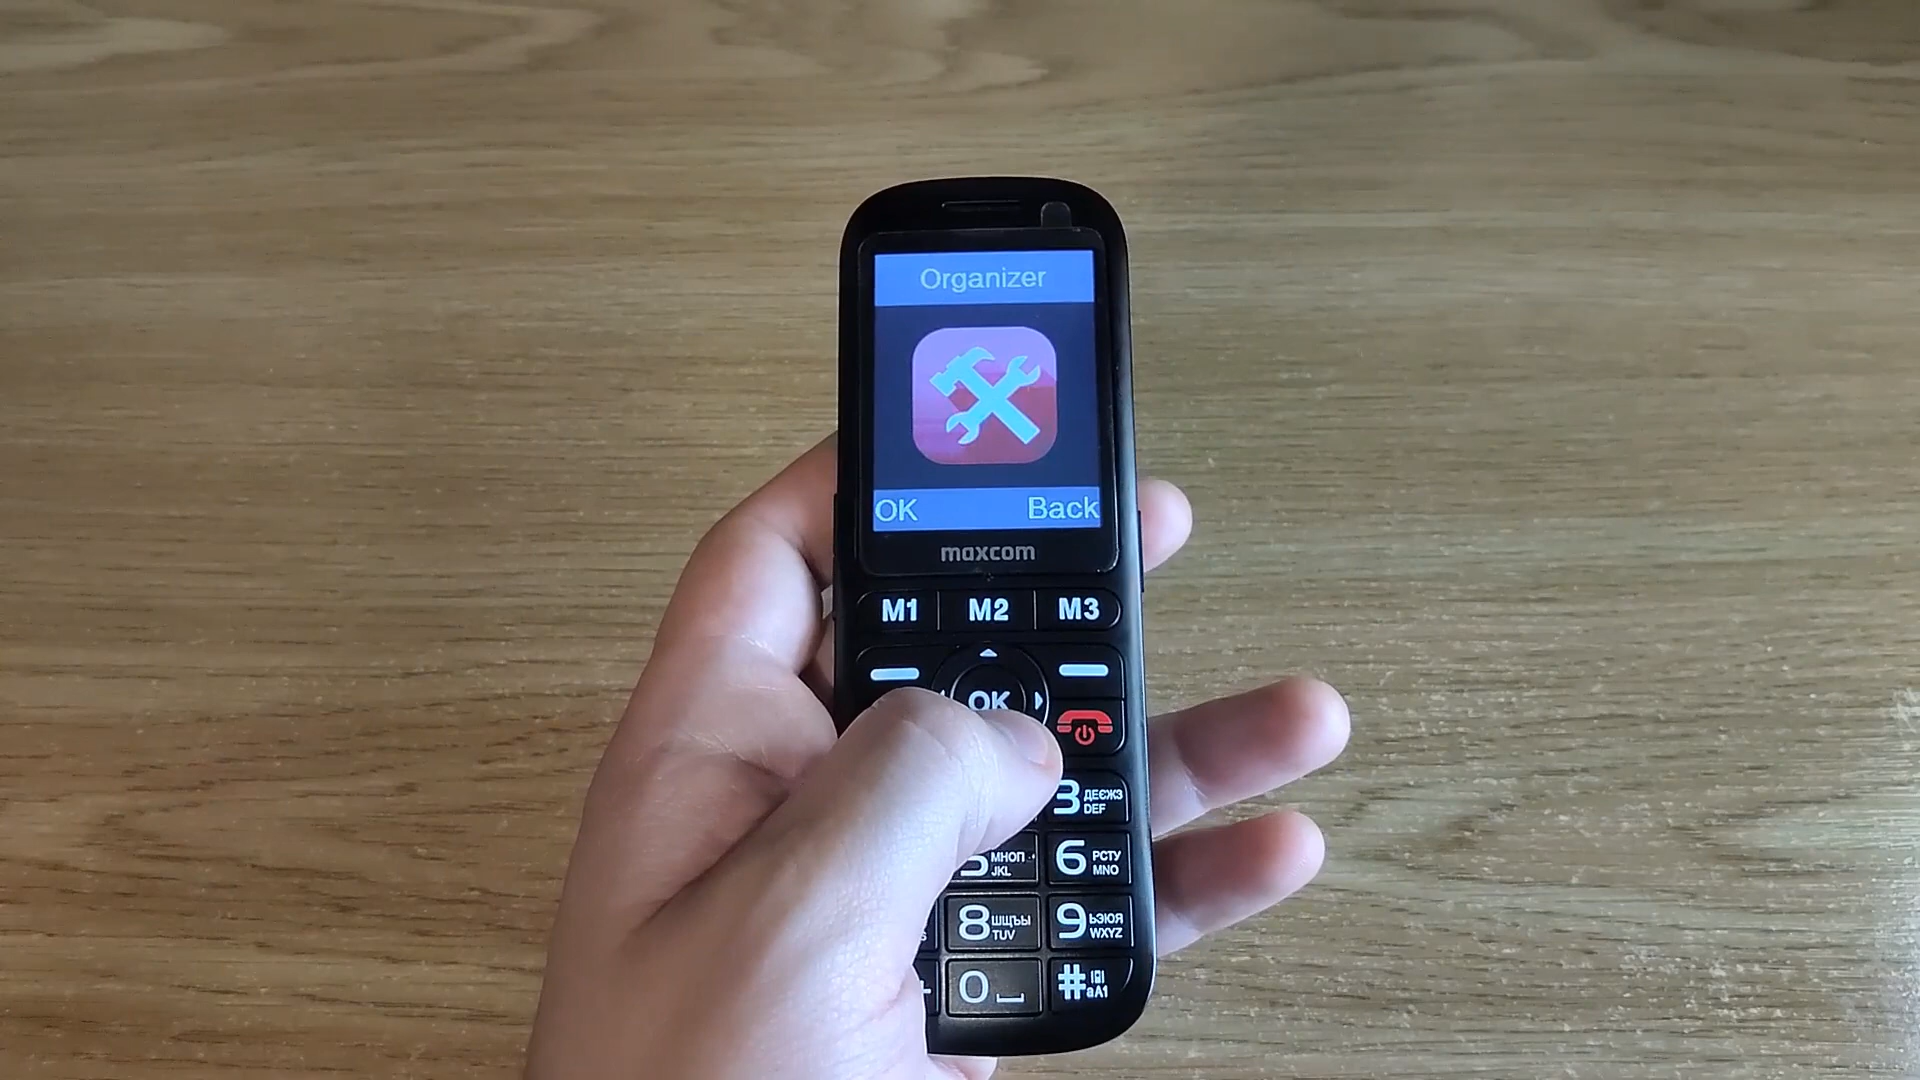 Organizer
OK Back
maxcom
M1 M2 M3
OK
3 ДЕЄЖЗ DEF
5 МНОП JKL
6 РСТУ MNO
8 ШЩЪЫ TUV
9 ЬЭЮЯ WXYZ
0
# aA1